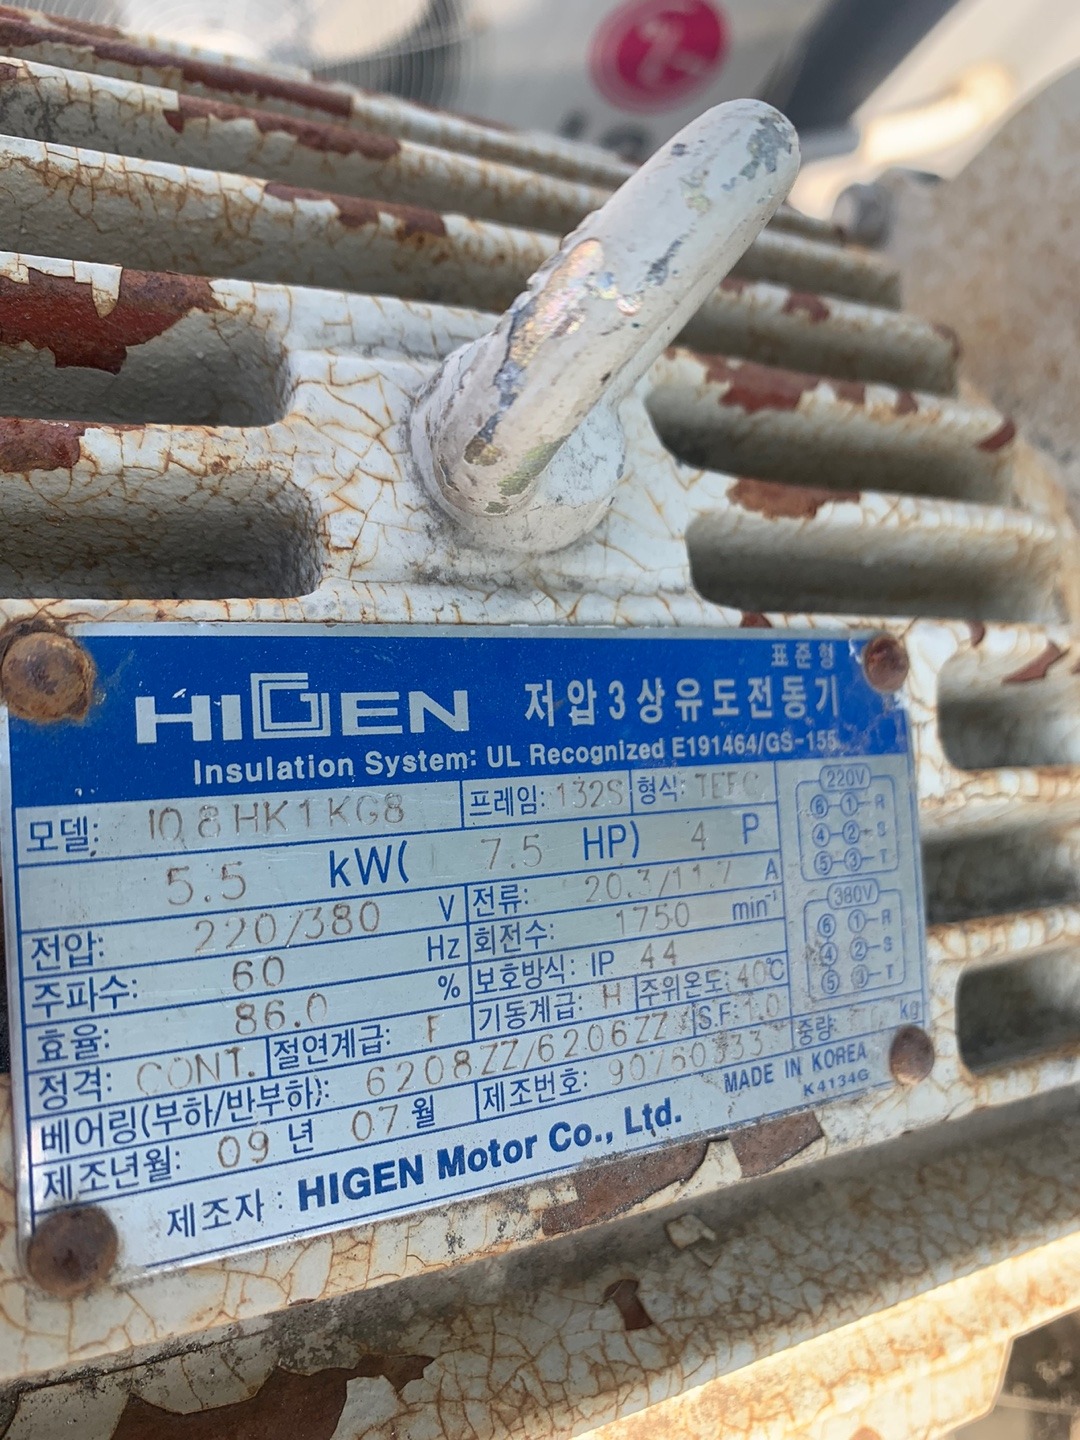 표준형
HIGEN 저압3상유도전동기
Insulation System: UL Recognized E191464/GS-155
모델: 10.8HK1KG8 프레임: 132S 형식: TEFC
5.5 kW( 7.5 HP) 4 P
전압: 220/380 V 전류: 20.3/11.7 A
주파수: 60 Hz 회전수: 1750 min⁻¹
효율: 86.0 % 보호방식: IP 44
정격: CONT. 절연계급: F 기동계급: H 주위온도: 40℃
베어링(부하/반부하): 6208ZZ/6206ZZ S.F: 1.0 중량: kg
제조년월: 09 년 07 월 제조번호:
MADE IN KOREA
제조자 : HIGEN Motor Co., Ltd.
K4134G
220V
6 1 R
4 2 S
5 3 T
380V
6 1 R
4 2 S
5 3 T